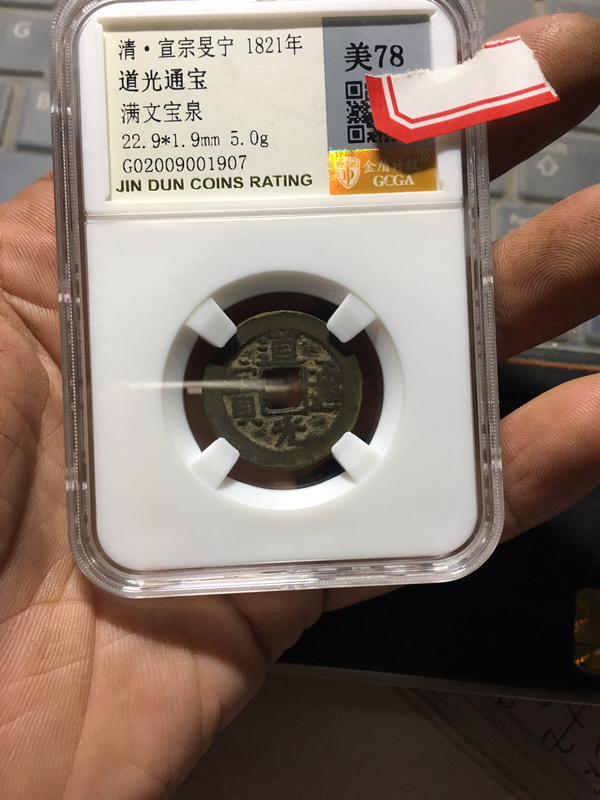 清·宣宗旻宁 1821年
道光通宝
满文宝泉
22.9*1.9mm 5.0g
G02009001907
JIN DUN COINS RATING
美78
金盾评级
GCGA
道
寶 通
光
G